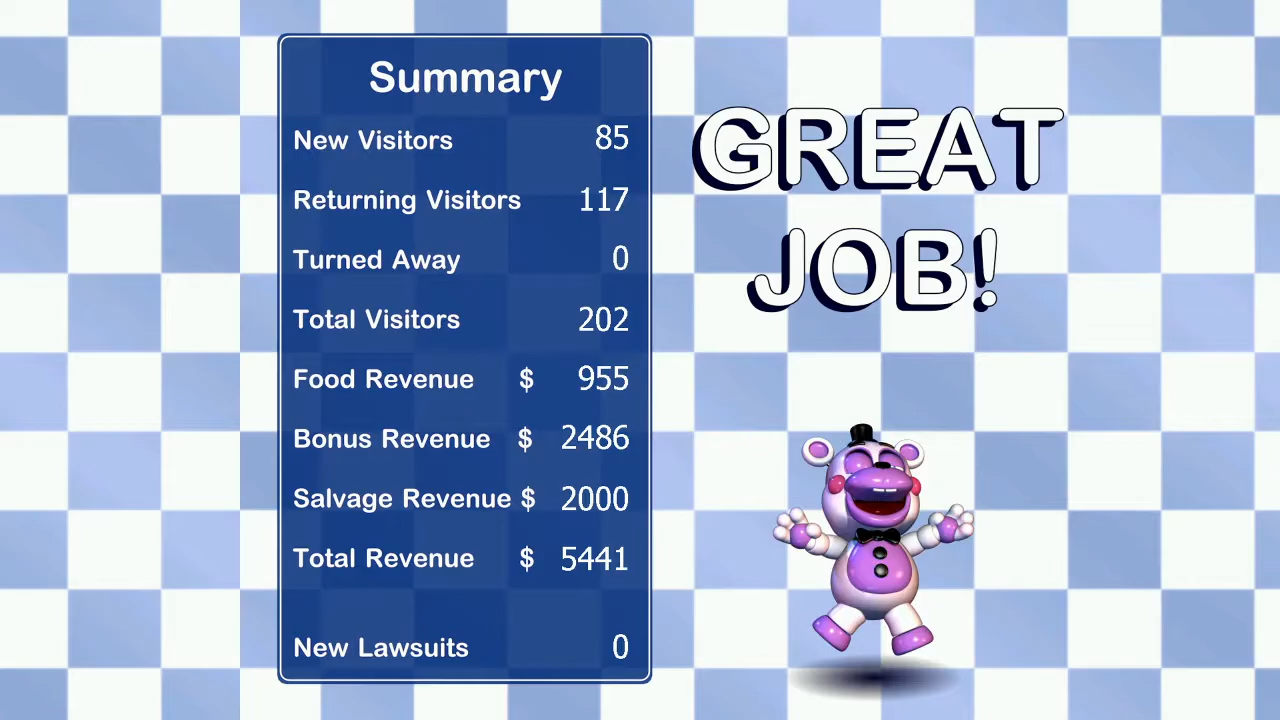 Summary
New Visitors 85
Returning Visitors 117
Turned Away 0
Total Visitors 202
Food Revenue $ 955
Bonus Revenue $ 2486
Salvage Revenue $ 2000
Total Revenue $ 5441
New Lawsuits 0
GREAT
JOB!